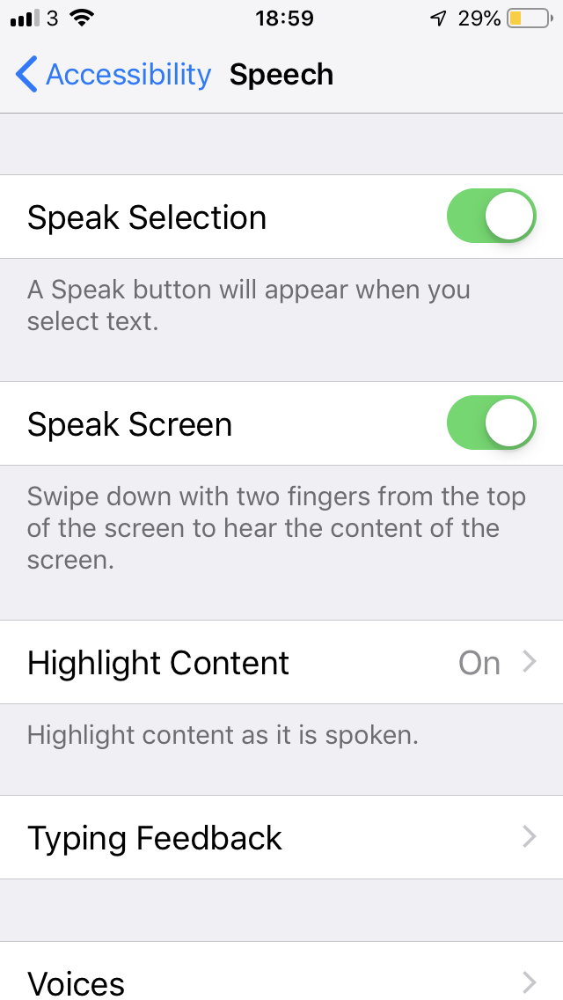 3 18:59 29%
Accessibility Speech
Speak Selection
A Speak button will appear when you
select text.
Speak Screen
Swipe down with two fingers from the top
of the screen to hear the content of the
screen.
Highlight Content On
Highlight content as it is spoken.
Typing Feedback
Voices